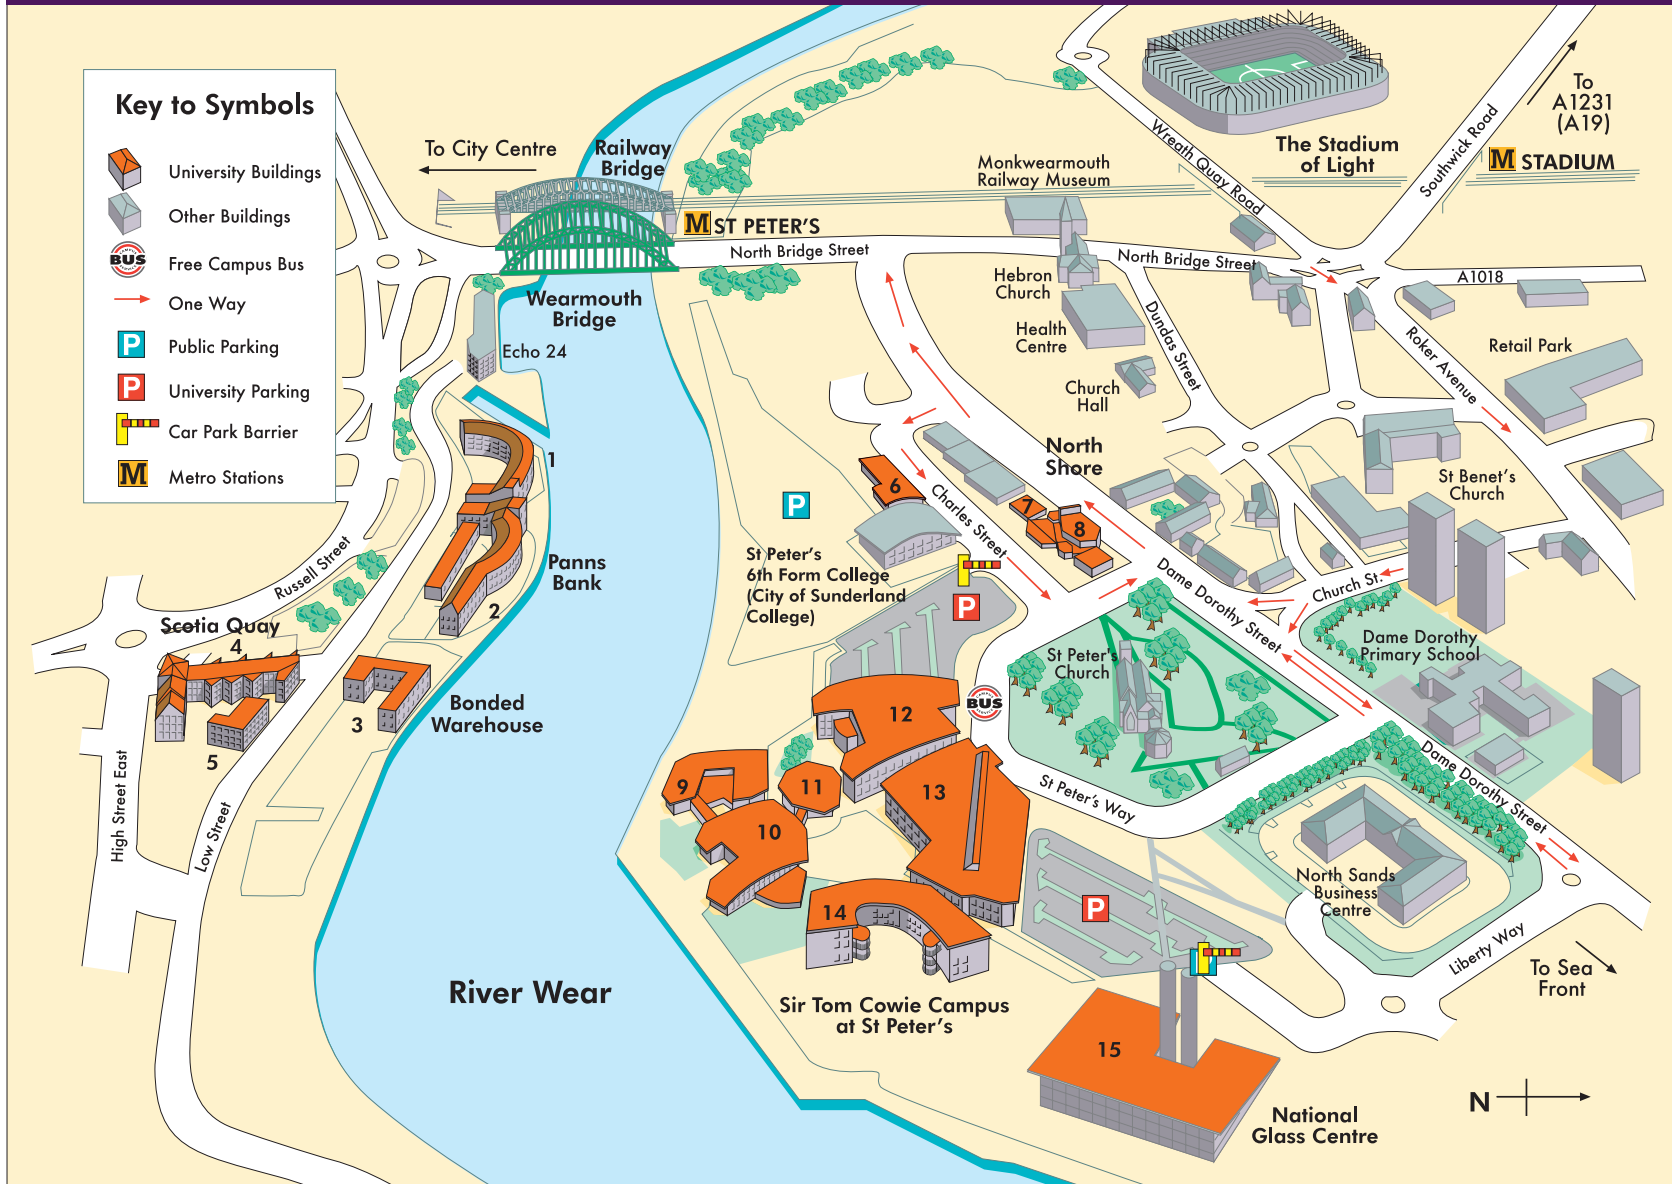 Key to Symbols
University Buildings
Other Buildings
BUS
Free Campus Bus
One Way
P
Public Parking
P
University Parking
Car Park Barrier
M
Metro Stations
To City Centre
Railway
Bridge
M ST PETER'S
Wearmouth
Bridge
Echo 24
North Bridge Street
Monkwearmouth
Railway Museum
Wreath Quay Road
The Stadium
of Light
Southwick Road
To
A1231
(A19)
M STADIUM
North Bridge Street
A1018
Hebron
Church
Health
Centre
Church
Hall
Dundas Street
Roker Avenue
Retail Park
St Benet's
Church
North
Shore
1
2
Panns
Bank
Russell Street
Scotia Quay
4
5
3
Bonded
Warehouse
High Street East
Low Street
River Wear
P
St Peter's
6th Form College
(City of Sunderland
College)
6
7
8
Charles Street
P
Dame Dorothy Street
Church St.
Dame Dorothy
Primary School
St Peter's
Church
BUS
St Peter's Way
Dame Dorothy Street
9
10
11
12
13
14
P
North Sands
Business
Centre
Liberty Way
To Sea
Front
Sir Tom Cowie Campus
at St Peter's
15
National
Glass Centre
N